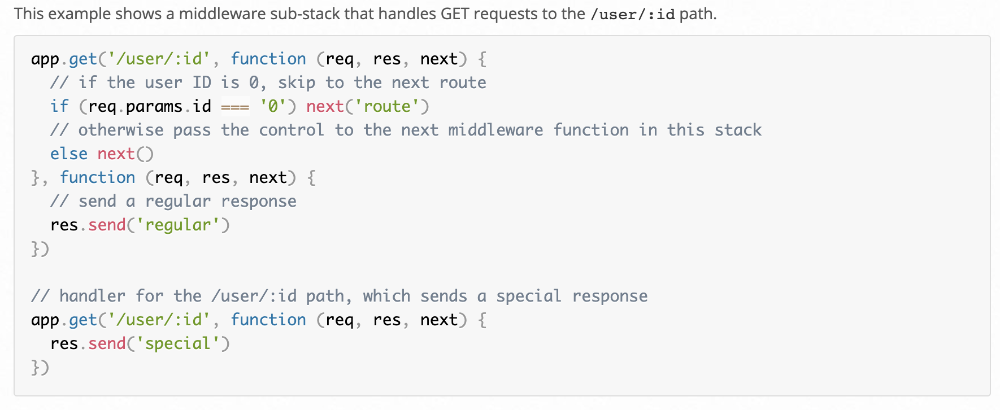 This example shows a middleware sub-stack that handles GET requests to the /user/:id path.
app.get('/user/:id', function (req, res, next) {
  // if the user ID is 0, skip to the next route
  if (req.params.id === '0') next('route')
  // otherwise pass the control to the next middleware function in this stack
  else next()
}, function (req, res, next) {
  // send a regular response
  res.send('regular')
})

// handler for the /user/:id path, which sends a special response
app.get('/user/:id', function (req, res, next) {
  res.send('special')
})